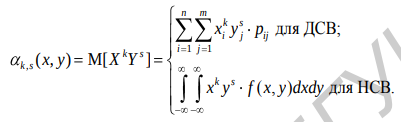 α_{k,s}(x, y) = M[X^k Y^s] = { ∑_{i=1}^{n} ∑_{j=1}^{m} x_i^k y_j^s · p_{ij} для ДСВ;
∫_{-∞}^{∞} ∫_{-∞}^{∞} x^k y^s · f(x, y)dxdy для НСВ.